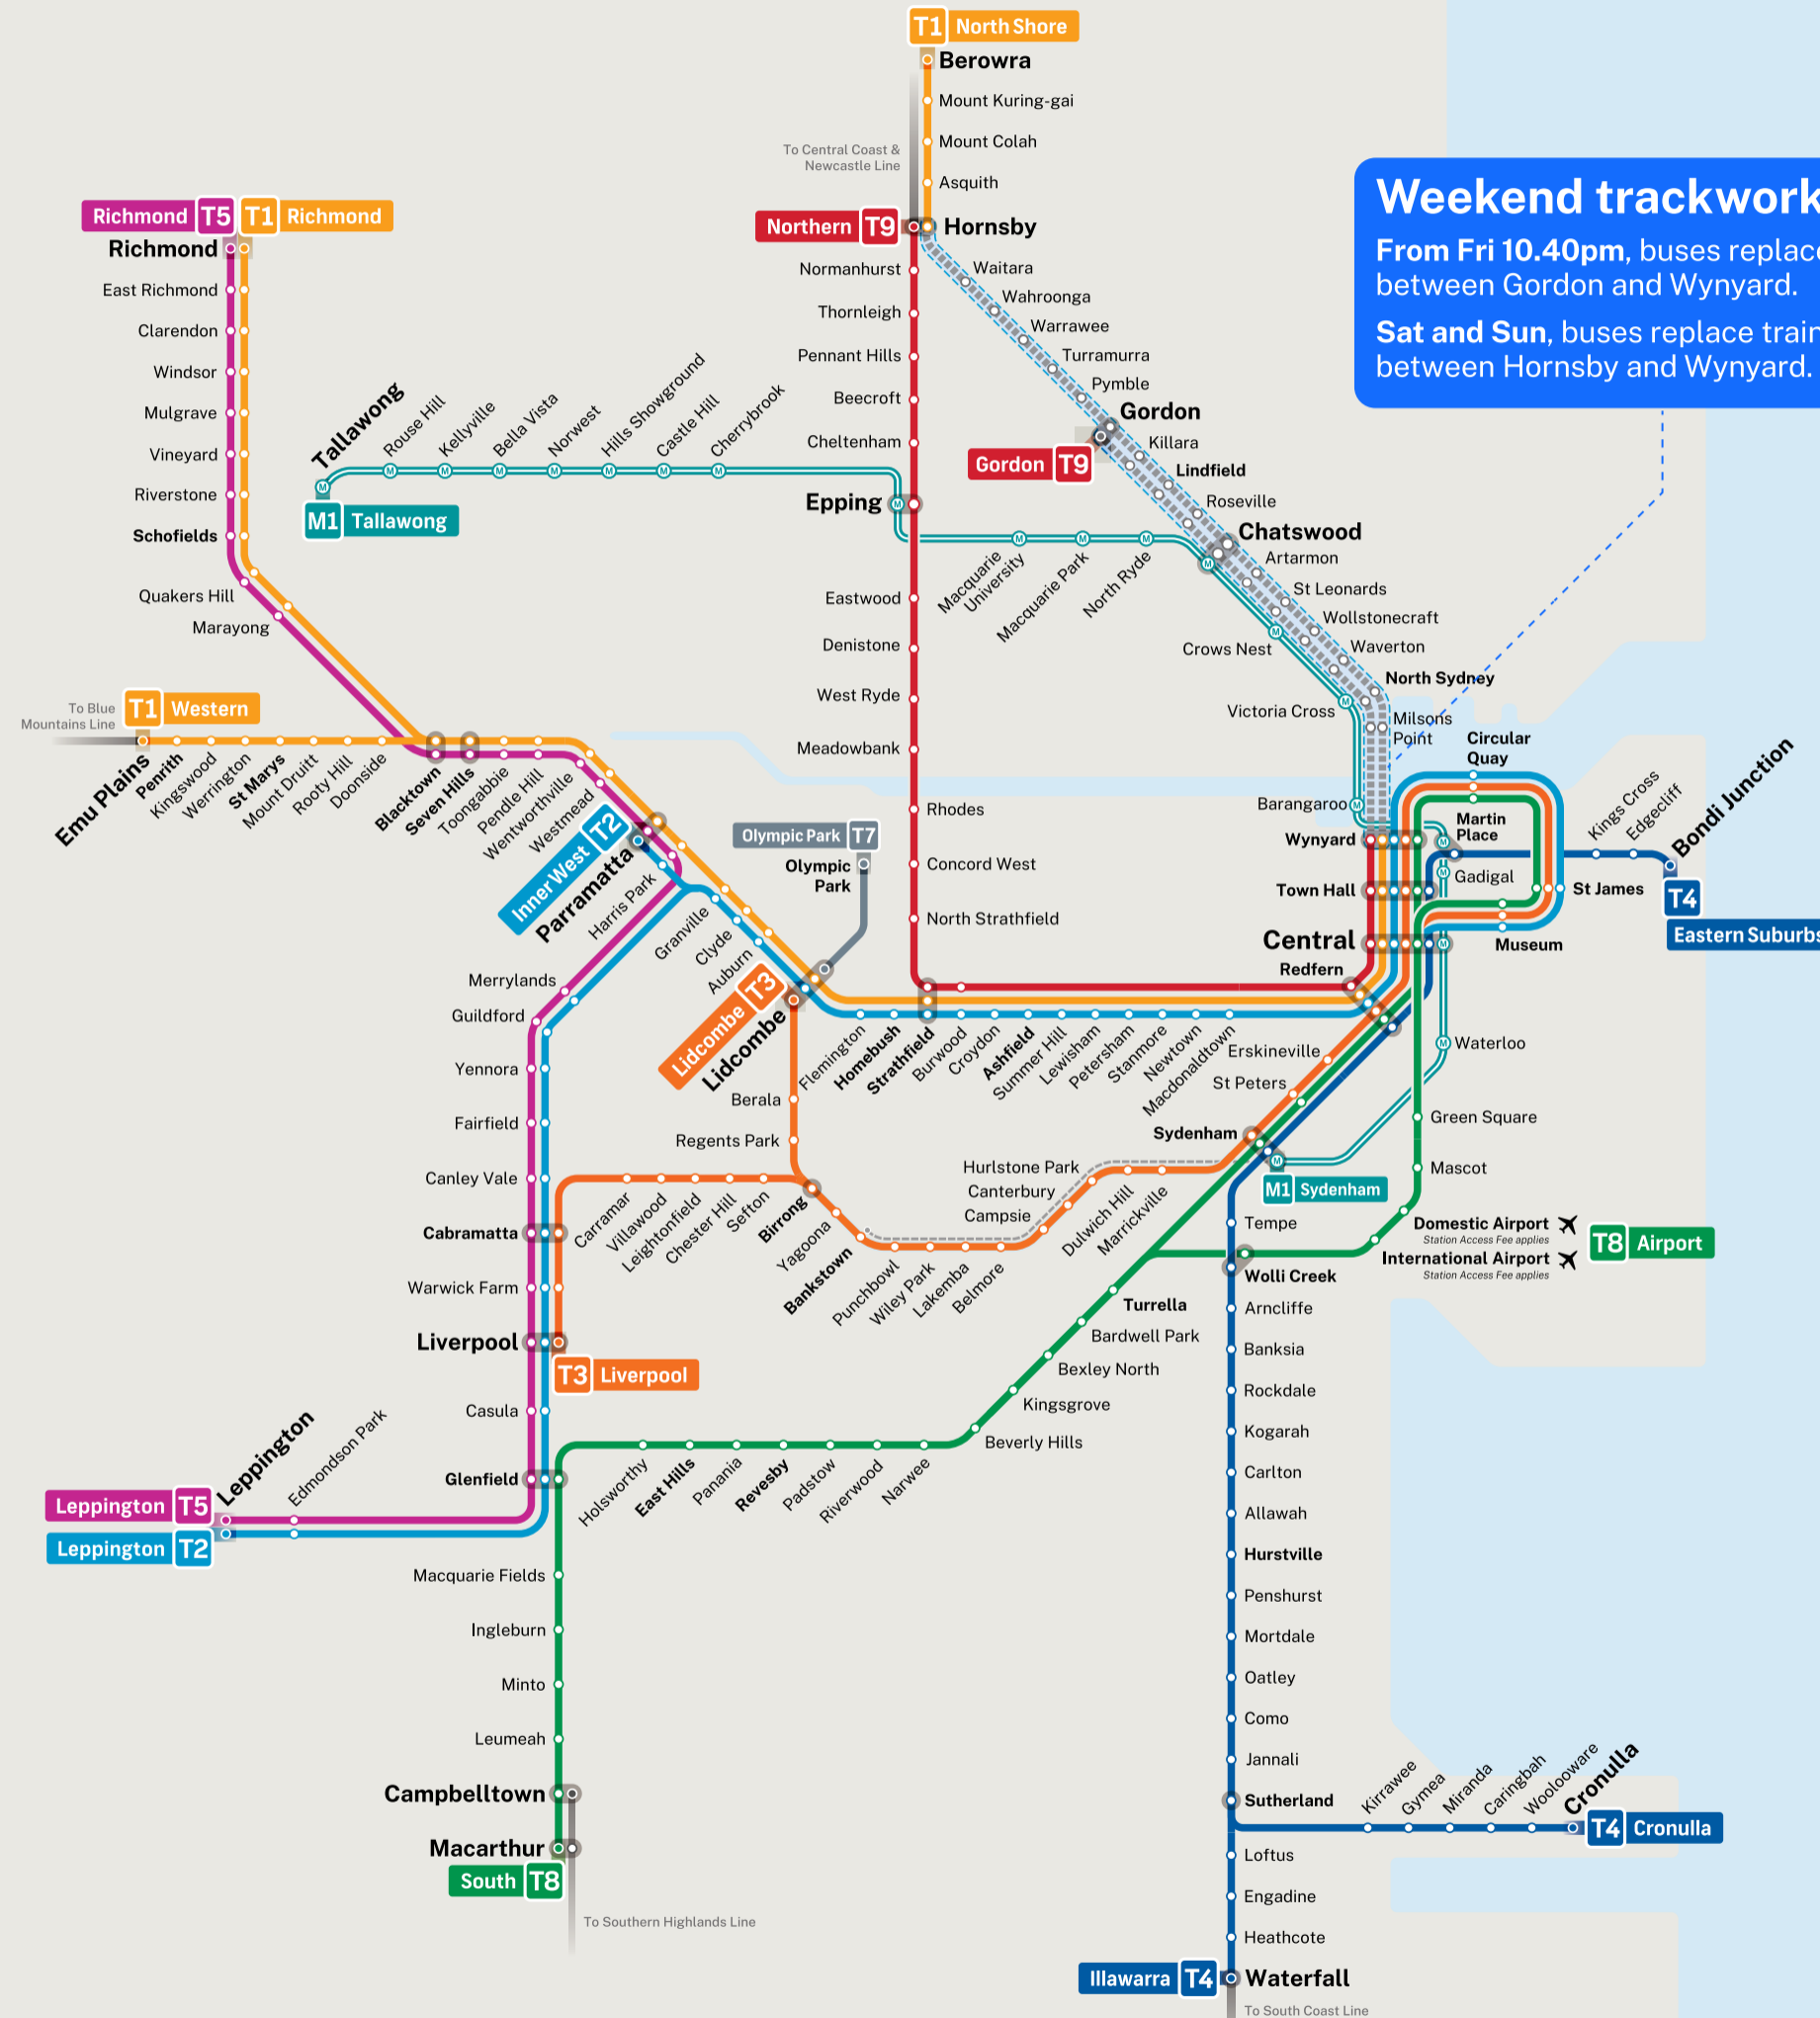 T1 North Shore
Berowra
Mount Kuring-gai
Mount Colah
To Central Coast &
Newcastle Line
Asquith
Northern T9
Hornsby
Weekend trackwork
From Fri 10.40pm, buses replace
between Gordon and Wynyard.
Sat and Sun, buses replace train
between Hornsby and Wynyard.
Richmond T5
T1 Richmond
Richmond
East Richmond
Clarendon
Windsor
Mulgrave
Vineyard
Riverstone
Schofields
Quakers Hill
Marayong
Normanhurst
Thornleigh
Pennant Hills
Beecroft
Cheltenham
Epping
Waitara
Wahroonga
Warrawee
Turramurra
Pymble
Gordon
Gordon T9
Killara
Lindfield
Roseville
Chatswood
Artarmon
St Leonards
Wollstonecraft
Waverton
North Sydney
Milsons
Point
Tallawong
M1 Tallawong
Rouse Hill
Kellyville
Bella Vista
Norwest
Hills Showground
Castle Hill
Cherrybrook
Macquarie
University
Macquarie Park
North Ryde
Crows Nest
Victoria Cross
Barangaroo
Eastwood
Denistone
West Ryde
Meadowbank
Rhodes
Concord West
North Strathfield
To Blue
Mountains Line
T1 Western
Emu Plains
Penrith
Kingswood
Werrington
St Marys
Mount Druitt
Rooty Hill
Doonside
Blacktown
Seven Hills
Toongabbie
Pendle Hill
Wentworthville
Westmead
Inner West T2
Parramatta
Harris Park
Granville
Clyde
Auburn
Olympic Park T7
Olympic
Park
Lidcombe T3
Lidcombe
Circular
Quay
Wynyard
Martin
Place
Gadigal
Kings Cross
Edgecliff
Bondi Junction
T4
Eastern Suburbs
Town Hall
St James
Central
Museum
Redfern
Flemington
Homebush
Strathfield
Burwood
Croydon
Ashfield
Summer Hill
Lewisham
Petersham
Stanmore
Newtown
Macdonaldtown
Erskineville
St Peters
Sydenham
M1 Sydenham
Waterloo
Green Square
Mascot
Domestic Airport
Station Access Fee applies
International Airport
Station Access Fee applies
T8 Airport
Merrylands
Guildford
Yennora
Fairfield
Canley Vale
Cabramatta
Warwick Farm
Liverpool
T3 Liverpool
Casula
Glenfield
Berala
Regents Park
Carramar
Villawood
Leightonfield
Chester Hill
Sefton
Birrong
Yagoona
Bankstown
Punchbowl
Wiley Park
Lakemba
Belmore
Campsie
Canterbury
Hurlstone Park
Dulwich Hill
Marrickville
Tempe
Wolli Creek
Turrella
Bardwell Park
Bexley North
Kingsgrove
Beverly Hills
Holsworthy
East Hills
Panania
Revesby
Padstow
Riverwood
Narwee
Leppington T5
Leppington T2
Leppington
Edmondson Park
Macquarie Fields
Ingleburn
Minto
Leumeah
Campbelltown
Macarthur
South T8
To Southern Highlands Line
Arncliffe
Banksia
Rockdale
Kogarah
Carlton
Allawah
Hurstville
Penshurst
Mortdale
Oatley
Como
Jannali
Sutherland
Kirrawee
Gymea
Miranda
Caringbah
Woolooware
Cronulla
T4 Cronulla
Loftus
Engadine
Heathcote
Illawarra T4
Waterfall
To South Coast Line